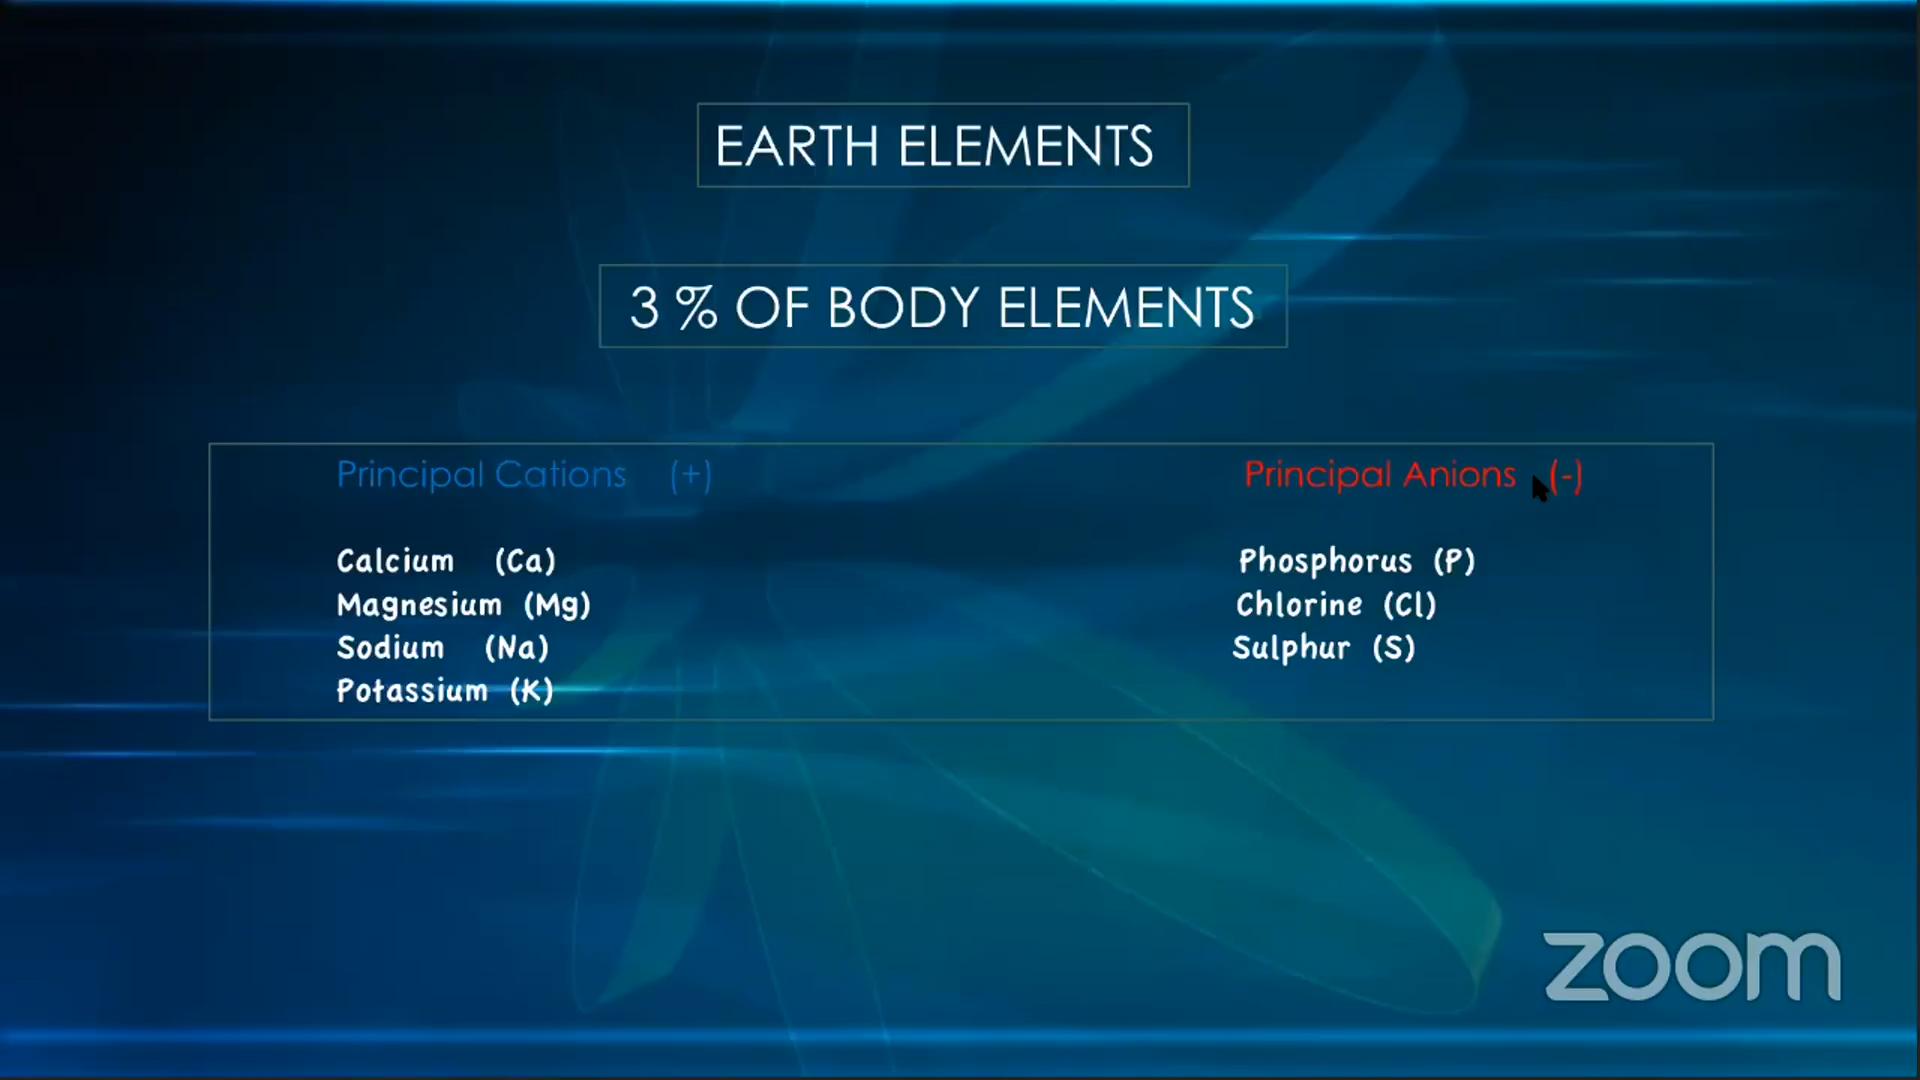 EARTH ELEMENTS
3 % OF BODY ELEMENTS
Principal Cations (+)
Calcium (Ca)
Magnesium (Mg)
Sodium (Na)
Potassium (K)
Principal Anions (-)
Phosphorus (P)
Chlorine (Cl)
Sulphur (S)
zoom